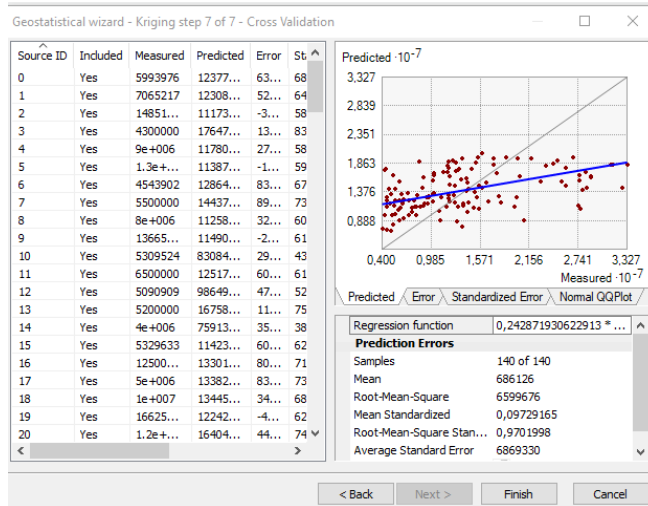 Geostatistical wizard - Kriging step 7 of 7 - Cross Validation
Source ID Included Measured Predicted Error
0 Yes 5993976 12377... 63... 68
1 Yes 7065217 12308... 52... 64
2 Yes 14851... 11173... -3... 58
3 Yes 4300000 17647... 13... 83
4 Yes 9e+006 11780... 27... 58
5 Yes 1.3e+... 11387... -1... 59
6 Yes 4543902 12864... 83... 67
7 Yes 5500000 14437... 89... 73
8 Yes 8e+006 11258... 32... 60
9 Yes 13665... 11490... -2... 61
10 Yes 5309524 83084... 29... 43
11 Yes 6500000 12517... 60... 61
12 Yes 5090909 98649... 47... 52
13 Yes 5200000 16758... 11... 75
14 Yes 4e+006 75913... 35... 38
15 Yes 5329633 11423... 60... 62
16 Yes 12500... 13301... 80... 71
17 Yes 5e+006 13382... 83... 73
18 Yes 1e+007 13445... 34... 68
19 Yes 16625... 12242... -4... 62
20 Yes 1.2e+... 16404... 44... 74
Predicted ·10⁻⁷
3.327
2.839
2.351
1.863
1.376
0.888
0,400 0,985 1,571 2,156 2,741 3,327
Measured ·10⁻⁷
Predicted Error Standardized Error Normal QQPlot
Regression function 0,242871930622913 * ...
Prediction Errors
Samples 140 of 140
Mean 686126
Root-Mean-Square 6599676
Mean Standardized 0,09729165
Root-Mean-Square Stan... 0,9701998
Average Standard Error 6869330
< Back Next > Finish Cancel